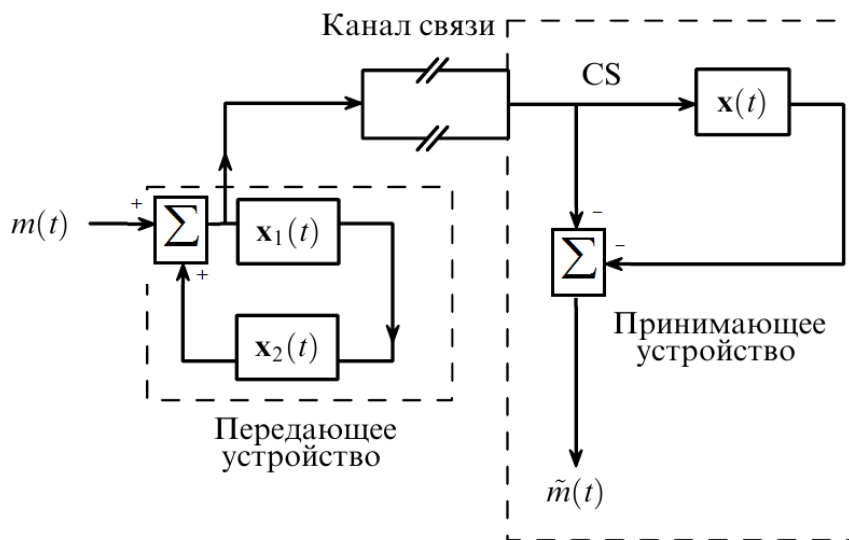 Канал связи
CS
x(t)
m(t)
+
Σ
x₁(t)
+
x₂(t)
−
Σ
−
Передающее
устройство
Принимающее
устройство
m̃(t)